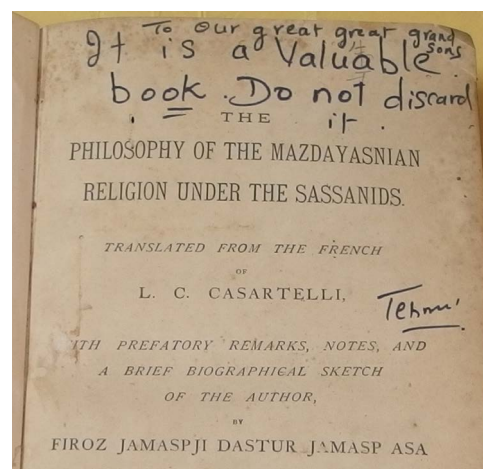 To Our great great grand sons
It is a Valuable
book. Do not discard it.
THE
PHILOSOPHY OF THE MAZDAYASNIAN
RELIGION UNDER THE SASSANIDS.
TRANSLATED FROM THE FRENCH
OF
L. C. CASARTELLI,
Tehmi
ITH PREFATORY REMARKS, NOTES, AND
A BRIEF BIOGRAPHICAL SKETCH
OF THE AUTHOR,
BY
FIROZ JAMASPJI DASTUR JAMASP ASA